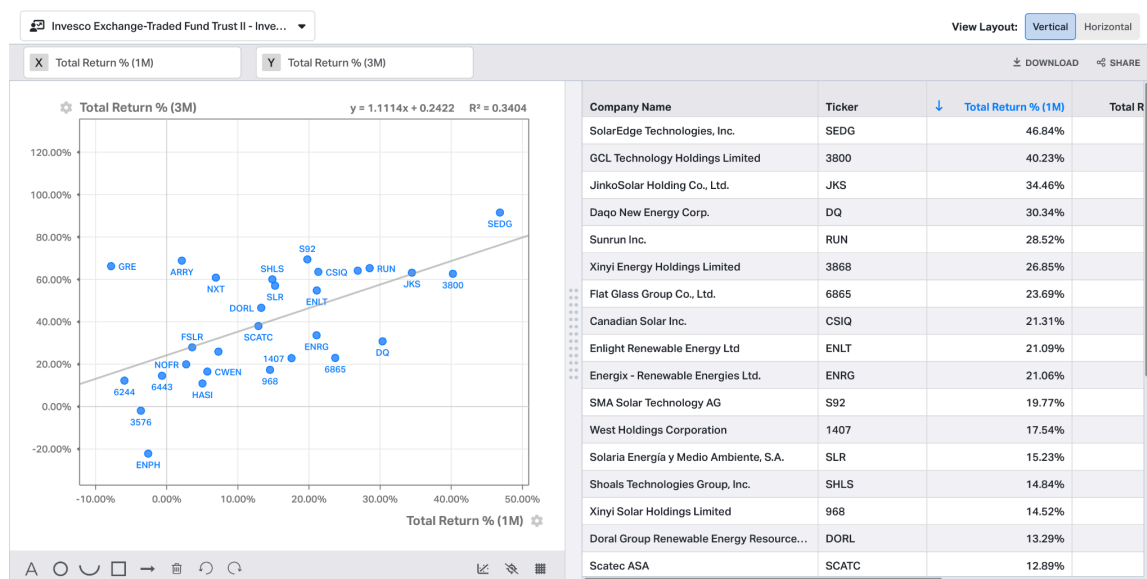 Invesco Exchange-Traded Fund Trust II - Inve...
View Layout: Vertical Horizontal
X Total Return % (1M)
Y Total Return % (3M)
DOWNLOAD SHARE
Total Return % (3M)
y = 1.1114x + 0.2422 R² = 0.3404
120.00%
100.00%
80.00%
60.00%
40.00%
20.00%
0.00%
-20.00%
SEDG
S92
GRE
ARRY
NXT
SHLS
SLR
CSIQ
RUN
JKS
3800
ENLT
DORL
SCATC
ENRG
DQ
FSLR
1407
6865
NOFR
CWEN
968
6244
6443
HASI
3576
ENPH
-10.00% 0.00% 10.00% 20.00% 30.00% 40.00% 50.00%
Total Return % (1M)
A
Company Name Ticker ↓ Total Return % (1M) Total R
SolarEdge Technologies, Inc. SEDG 46.84%
GCL Technology Holdings Limited 3800 40.23%
JinkoSolar Holding Co., Ltd. JKS 34.46%
Daqo New Energy Corp. DQ 30.34%
Sunrun Inc. RUN 28.52%
Xinyi Energy Holdings Limited 3868 26.85%
Flat Glass Group Co., Ltd. 6865 23.69%
Canadian Solar Inc. CSIQ 21.31%
Enlight Renewable Energy Ltd ENLT 21.09%
Energix - Renewable Energies Ltd. ENRG 21.06%
SMA Solar Technology AG S92 19.77%
West Holdings Corporation 1407 17.54%
Solaria Energía y Medio Ambiente, S.A. SLR 15.23%
Shoals Technologies Group, Inc. SHLS 14.84%
Xinyi Solar Holdings Limited 968 14.52%
Doral Group Renewable Energy Resource... DORL 13.29%
Scatec ASA SCATC 12.89%